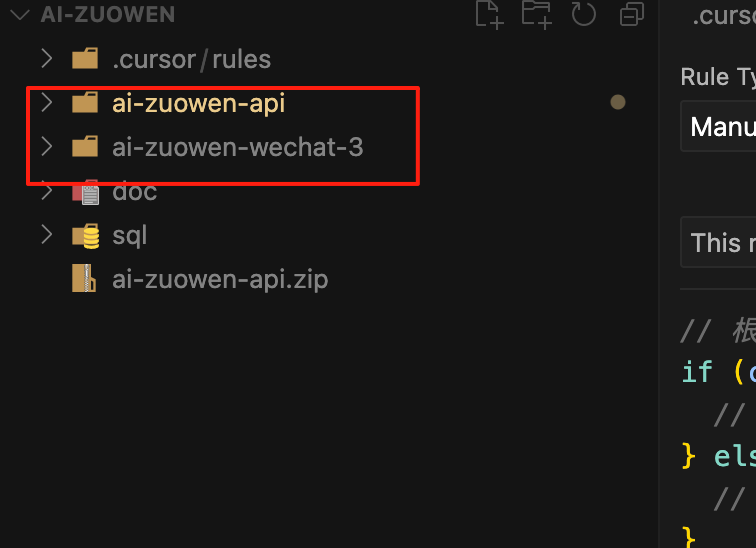 AI-ZUOWEN
.cursor/rules
ai-zuowen-api
ai-zuowen-wechat-3
doc
sql
ai-zuowen-api.zip
.curso
Rule Ty
Manu
This r
// 根
if (
//
} els
//
}